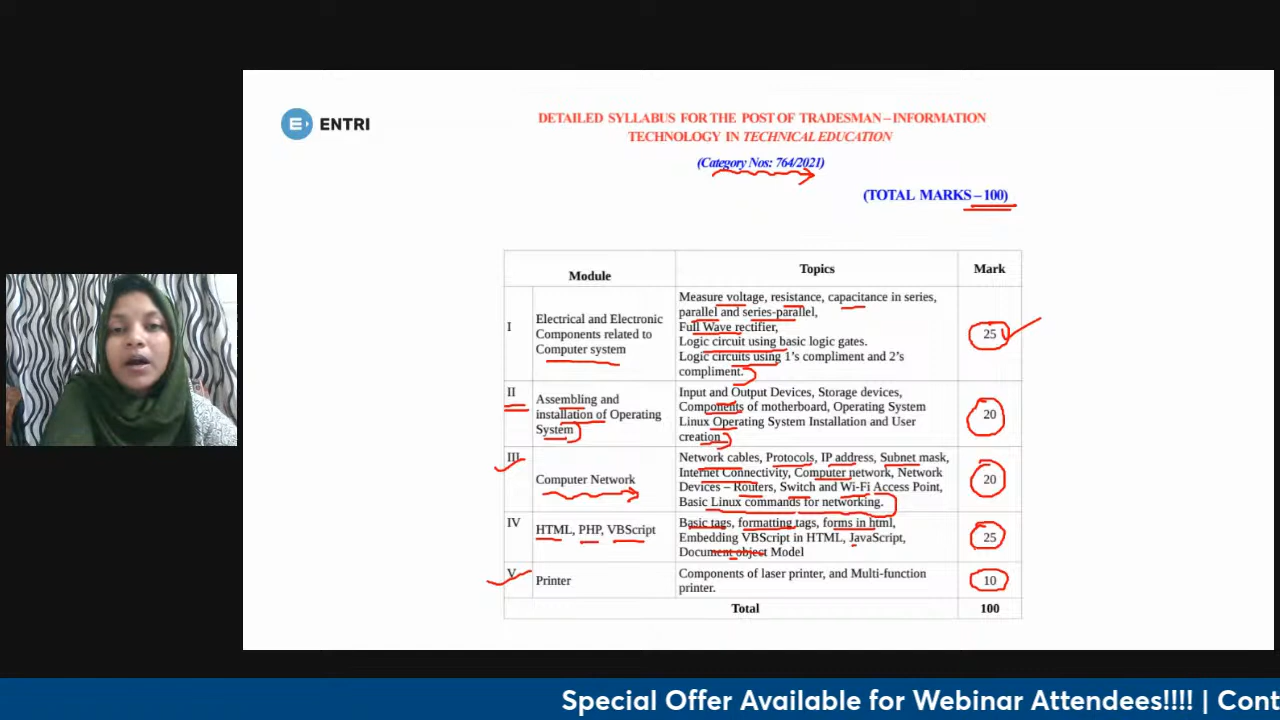 ENTRI
DETAILED SYLLABUS FOR THE POST OF TRADESMAN – INFORMATION
TECHNOLOGY IN TECHNICAL EDUCATION
(Category Nos: 764/2021)
(TOTAL MARKS – 100)
Module Topics Mark
I Electrical and Electronic Components related to Computer system
Measure voltage, resistance, capacitance in series,
parallel and series-parallel,
Full Wave rectifier,
Logic circuit using basic logic gates.
Logic circuits using 1's compliment and 2's
compliment.
25
II Assembling and installation of Operating System
Input and Output Devices, Storage devices,
Components of motherboard, Operating System
Linux Operating System Installation and User
creation
20
III Computer Network
Network cables, Protocols, IP address, Subnet mask,
Internet Connectivity, Computer network, Network
Devices – Routers, Switch and Wi-Fi Access Point,
Basic Linux commands for networking.
20
IV HTML, PHP, VBScript
Basic tags, formatting tags, forms in html,
Embedding VBScript in HTML, JavaScript,
Document object Model
25
V Printer
Components of laser printer, and Multi-function
printer.
10
Total 100
Special Offer Available for Webinar Attendees!!!! | Cont